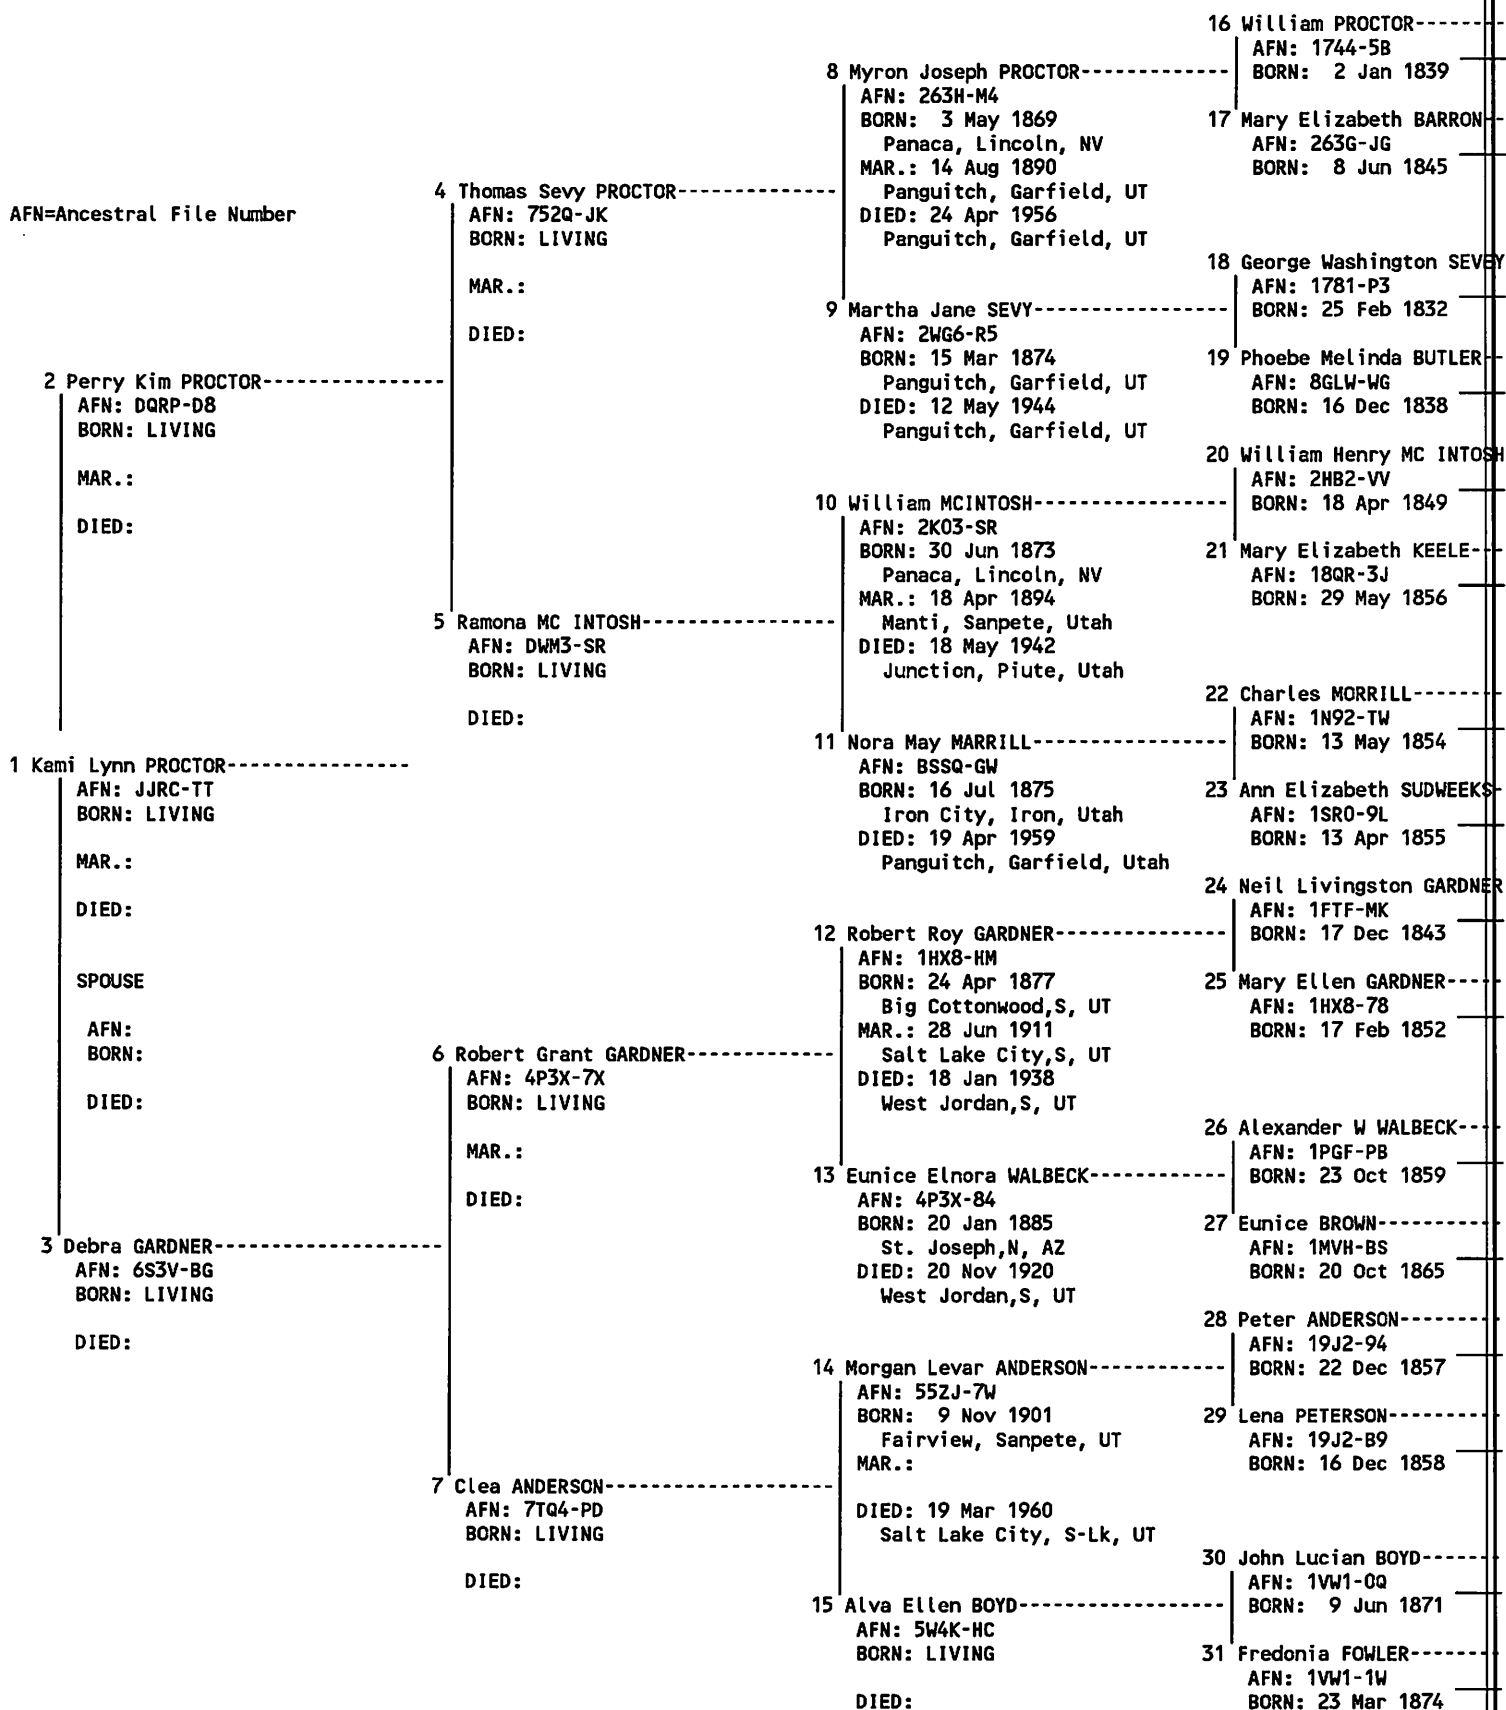 AFN=Ancestral File Number
1 Kami Lynn PROCTOR
AFN: JJRC-TT
BORN: LIVING
MAR.:
DIED:
SPOUSE
AFN:
BORN:
DIED:
2 Perry Kim PROCTOR
AFN: DQRP-D8
BORN: LIVING
MAR.:
DIED:
3 Debra GARDNER
AFN: 6S3V-BG
BORN: LIVING
DIED:
4 Thomas Sevy PROCTOR
AFN: 752Q-JK
BORN: LIVING
MAR.:
DIED:
5 Ramona MC INTOSH
AFN: DWM3-SR
BORN: LIVING
DIED:
6 Robert Grant GARDNER
AFN: 4P3X-7X
BORN: LIVING
MAR.:
DIED:
7 Clea ANDERSON
AFN: 7TQ4-PD
BORN: LIVING
DIED:
8 Myron Joseph PROCTOR
AFN: 263H-M4
BORN: 3 May 1869
Panaca, Lincoln, NV
MAR.: 14 Aug 1890
Panguitch, Garfield, UT
DIED: 24 Apr 1956
Panguitch, Garfield, UT
9 Martha Jane SEVY
AFN: 2WG6-R5
BORN: 15 Mar 1874
Panguitch, Garfield, UT
DIED: 12 May 1944
Panguitch, Garfield, UT
10 William MCINTOSH
AFN: 2K03-SR
BORN: 30 Jun 1873
Panaca, Lincoln, NV
MAR.: 18 Apr 1894
Manti, Sanpete, Utah
DIED: 18 May 1942
Junction, Piute, Utah
11 Nora May MARRILL
AFN: BSSQ-GW
BORN: 16 Jul 1875
Iron City, Iron, Utah
DIED: 19 Apr 1959
Panguitch, Garfield, Utah
12 Robert Roy GARDNER
AFN: 1HX8-HM
BORN: 24 Apr 1877
Big Cottonwood,S, UT
MAR.: 28 Jun 1911
Salt Lake City,S, UT
DIED: 18 Jan 1938
West Jordan,S, UT
13 Eunice Elnora WALBECK
AFN: 4P3X-84
BORN: 20 Jan 1885
St. Joseph,N, AZ
DIED: 20 Nov 1920
West Jordan,S, UT
14 Morgan Levar ANDERSON
AFN: 55ZJ-7W
BORN: 9 Nov 1901
Fairview, Sanpete, UT
MAR.:
DIED: 19 Mar 1960
Salt Lake City, S-Lk, UT
15 Alva Ellen BOYD
AFN: 5W4K-HC
BORN: LIVING
DIED:
16 William PROCTOR
AFN: 1744-5B
BORN: 2 Jan 1839
17 Mary Elizabeth BARRON
AFN: 263G-JG
BORN: 8 Jun 1845
18 George Washington SEVEY
AFN: 1781-P3
BORN: 25 Feb 1832
19 Phoebe Melinda BUTLER
AFN: 8GLW-WG
BORN: 16 Dec 1838
20 William Henry MC INTOSH
AFN: 2HB2-VV
BORN: 18 Apr 1849
21 Mary Elizabeth KEELE
AFN: 18QR-3J
BORN: 29 May 1856
22 Charles MORRILL
AFN: 1N92-TW
BORN: 13 May 1854
23 Ann Elizabeth SUDWEEKS
AFN: 1SR0-9L
BORN: 13 Apr 1855
24 Neil Livingston GARDNER
AFN: 1FTF-MK
BORN: 17 Dec 1843
25 Mary Ellen GARDNER
AFN: 1HX8-78
BORN: 17 Feb 1852
26 Alexander W WALBECK
AFN: 1PGF-PB
BORN: 23 Oct 1859
27 Eunice BROWN
AFN: 1MVH-BS
BORN: 20 Oct 1865
28 Peter ANDERSON
AFN: 19J2-94
BORN: 22 Dec 1857
29 Lena PETERSON
AFN: 19J2-B9
BORN: 16 Dec 1858
30 John Lucian BOYD
AFN: 1VW1-0Q
BORN: 9 Jun 1871
31 Fredonia FOWLER
AFN: 1VW1-1W
BORN: 23 Mar 1874